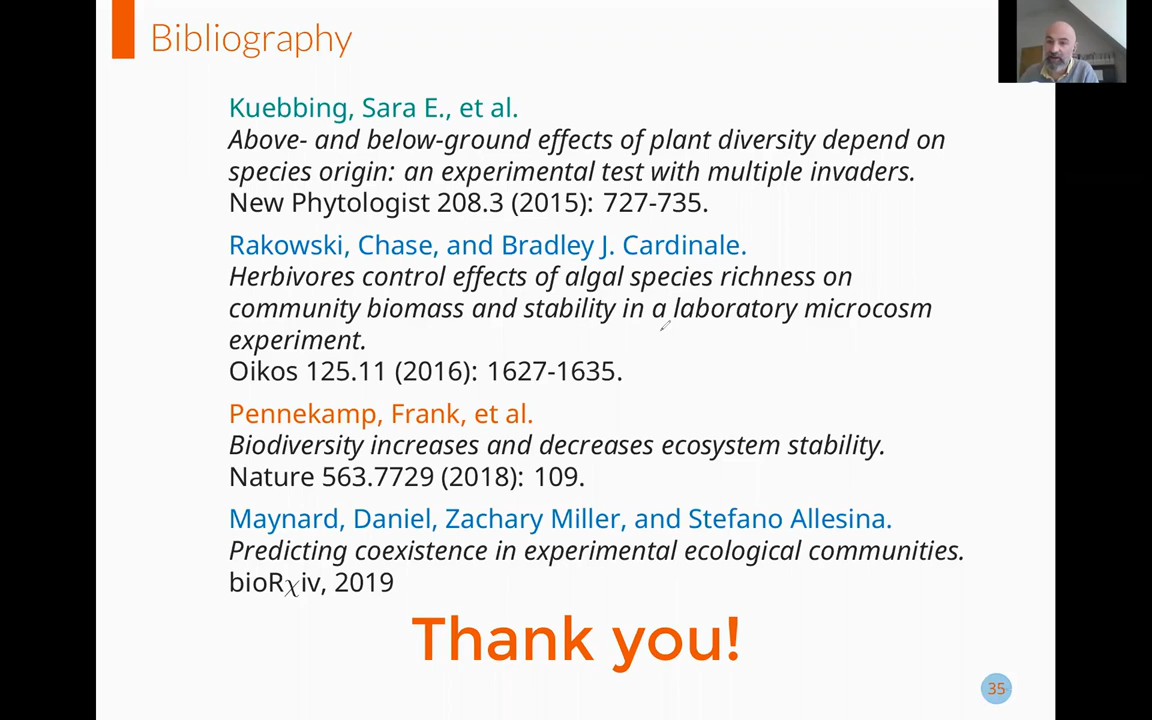 Bibliography
Kuebbing, Sara E., et al.
Above- and below-ground effects of plant diversity depend on
species origin: an experimental test with multiple invaders.
New Phytologist 208.3 (2015): 727-735.
Rakowski, Chase, and Bradley J. Cardinale.
Herbivores control effects of algal species richness on
community biomass and stability in a laboratory microcosm
experiment.
Oikos 125.11 (2016): 1627-1635.
Pennekamp, Frank, et al.
Biodiversity increases and decreases ecosystem stability.
Nature 563.7729 (2018): 109.
Maynard, Daniel, Zachary Miller, and Stefano Allesina.
Predicting coexistence in experimental ecological communities.
bioRχiv, 2019
Thank you!
35